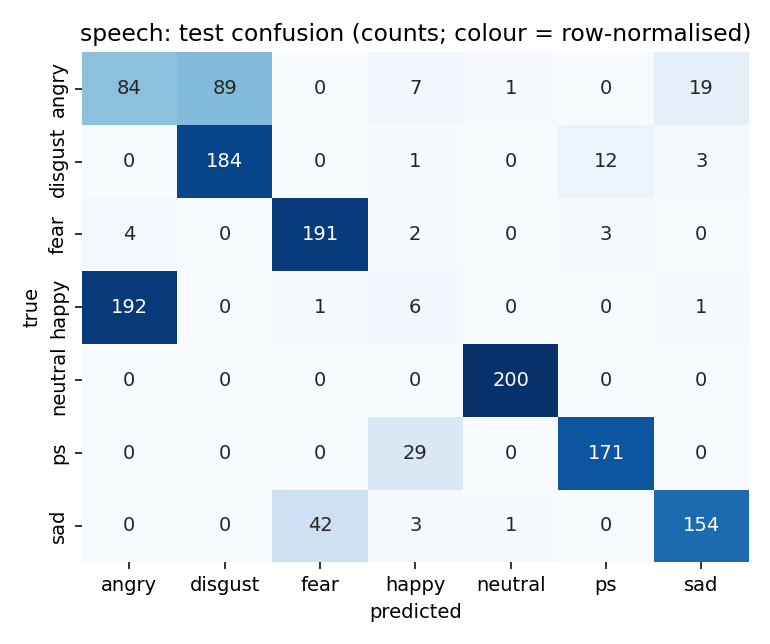 speech: test confusion (counts; colour = row-normalised)
true
angry 84 89 0 7 1 0 19
disgust 0 184 0 1 0 12 3
fear 4 0 191 2 0 3 0
happy 192 0 1 6 0 0 1
neutral 0 0 0 0 200 0 0
ps 0 0 0 29 0 171 0
sad 0 0 42 3 1 0 154
angry disgust fear happy neutral ps sad
predicted